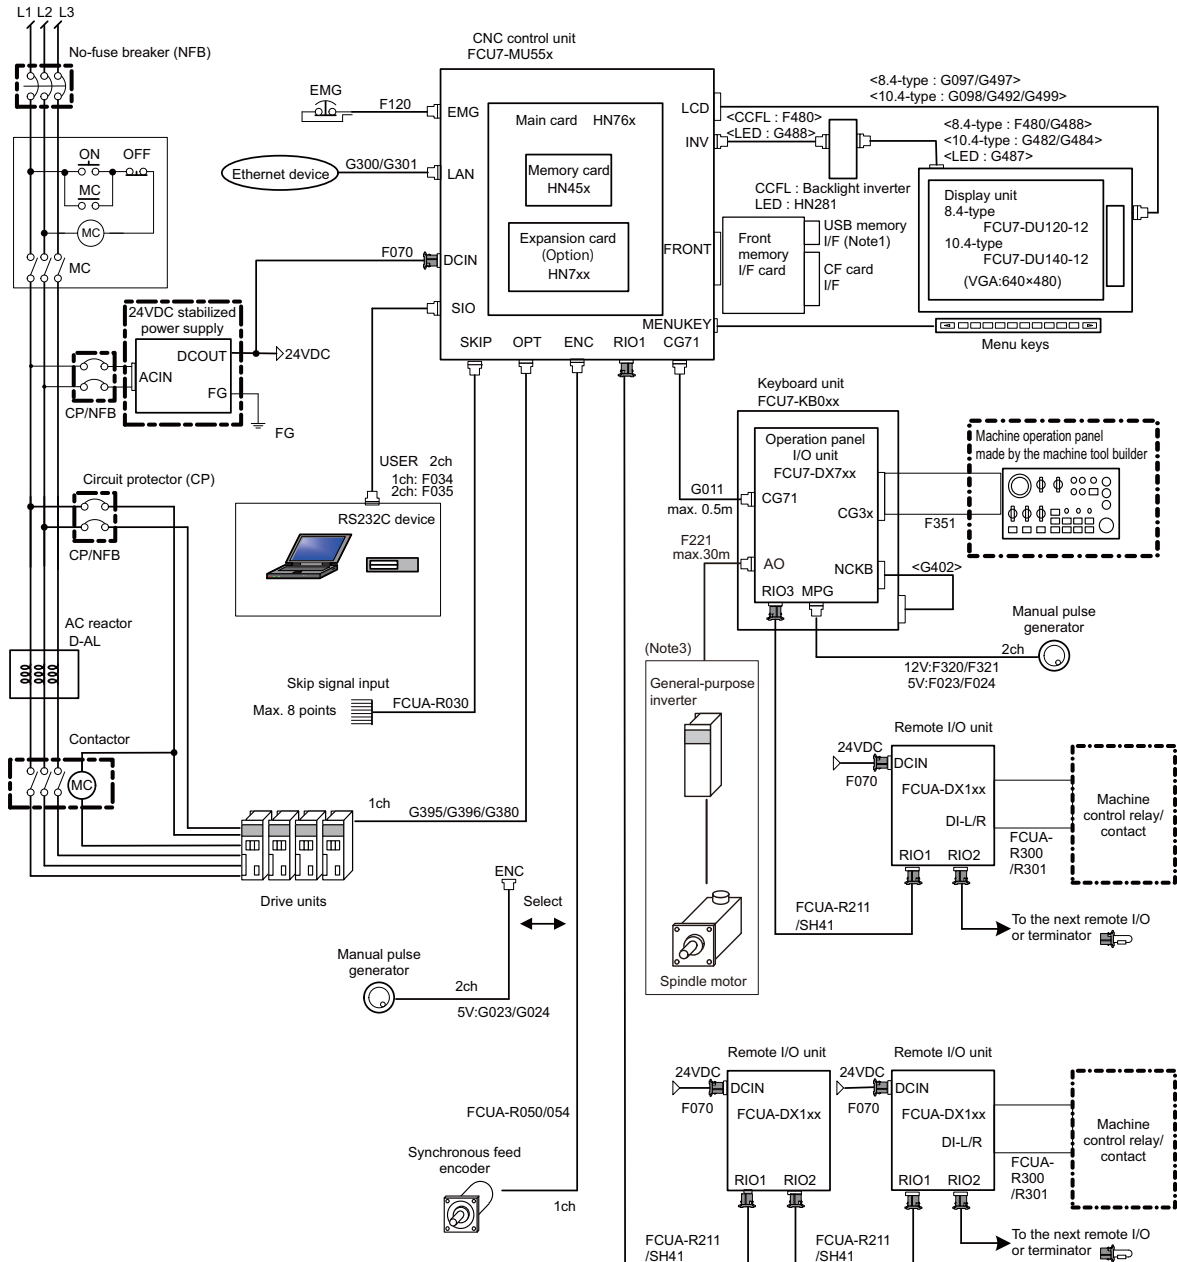 L1 L2 L3
No-fuse breaker (NFB)
ON OFF
MC
MC
MC
24VDC stabilized
power supply
DCOUT
24VDC
ACIN
FG
FG
CP/NFB
Circuit protector (CP)
CP/NFB
AC reactor
D-AL
Contactor
MC
Drive units
1ch
G395/G396/G380
CNC control unit
FCU7-MU55x
EMG
F120
EMG
Ethernet device
G300/G301
LAN
F070
DCIN
SIO
Main card HN76x
Memory card
HN45x
Expansion card
(Option)
HN7xx
SKIP OPT ENC RIO1 CG71
LCD
INV
FRONT
MENUKEY
<8.4-type : G097/G497>
<10.4-type : G098/G492/G499>
<CCFL : F480>
<LED : G488>
<8.4-type : F480/G488>
<10.4-type : G482/G484>
<LED : G487>
CCFL : Backlight inverter
LED : HN281
Front
memory
I/F card
USB memory
I/F (Note1)
CF card
I/F
Display unit
8.4-type
FCU7-DU120-12
10.4-type
FCU7-DU140-12
(VGA:640×480)
Menu keys
USER 2ch
1ch: F034
2ch: F035
RS232C device
Skip signal input
Max. 8 points
FCUA-R030
Keyboard unit
FCU7-KB0xx
Operation panel
I/O unit
FCU7-DX7xx
G011
max. 0.5m
CG71
CG3x
F221
max.30m
AO
NCKB
<G402>
RIO3 MPG
Machine operation panel
made by the machine tool builder
F351
Manual pulse
generator
2ch
12V:F320/F321
5V:F023/F024
(Note3)
General-purpose
inverter
Spindle motor
Remote I/O unit
24VDC
F070
DCIN
FCUA-DX1xx
DI-L/R
RIO1 RIO2
FCUA-
R300
/R301
Machine
control relay/
contact
FCUA-R211
/SH41
To the next remote I/O
or terminator
ENC
Select
Manual pulse
generator
2ch
5V:G023/G024
FCUA-R050/054
Synchronous feed
encoder
1ch
Remote I/O unit
24VDC
F070
DCIN
FCUA-DX1xx
RIO1 RIO2
FCUA-R211
/SH41
Remote I/O unit
24VDC
F070
DCIN
FCUA-DX1xx
DI-L/R
RIO1 RIO2
FCUA-R211
/SH41
FCUA-
R300
/R301
Machine
control relay/
contact
To the next remote I/O
or terminator